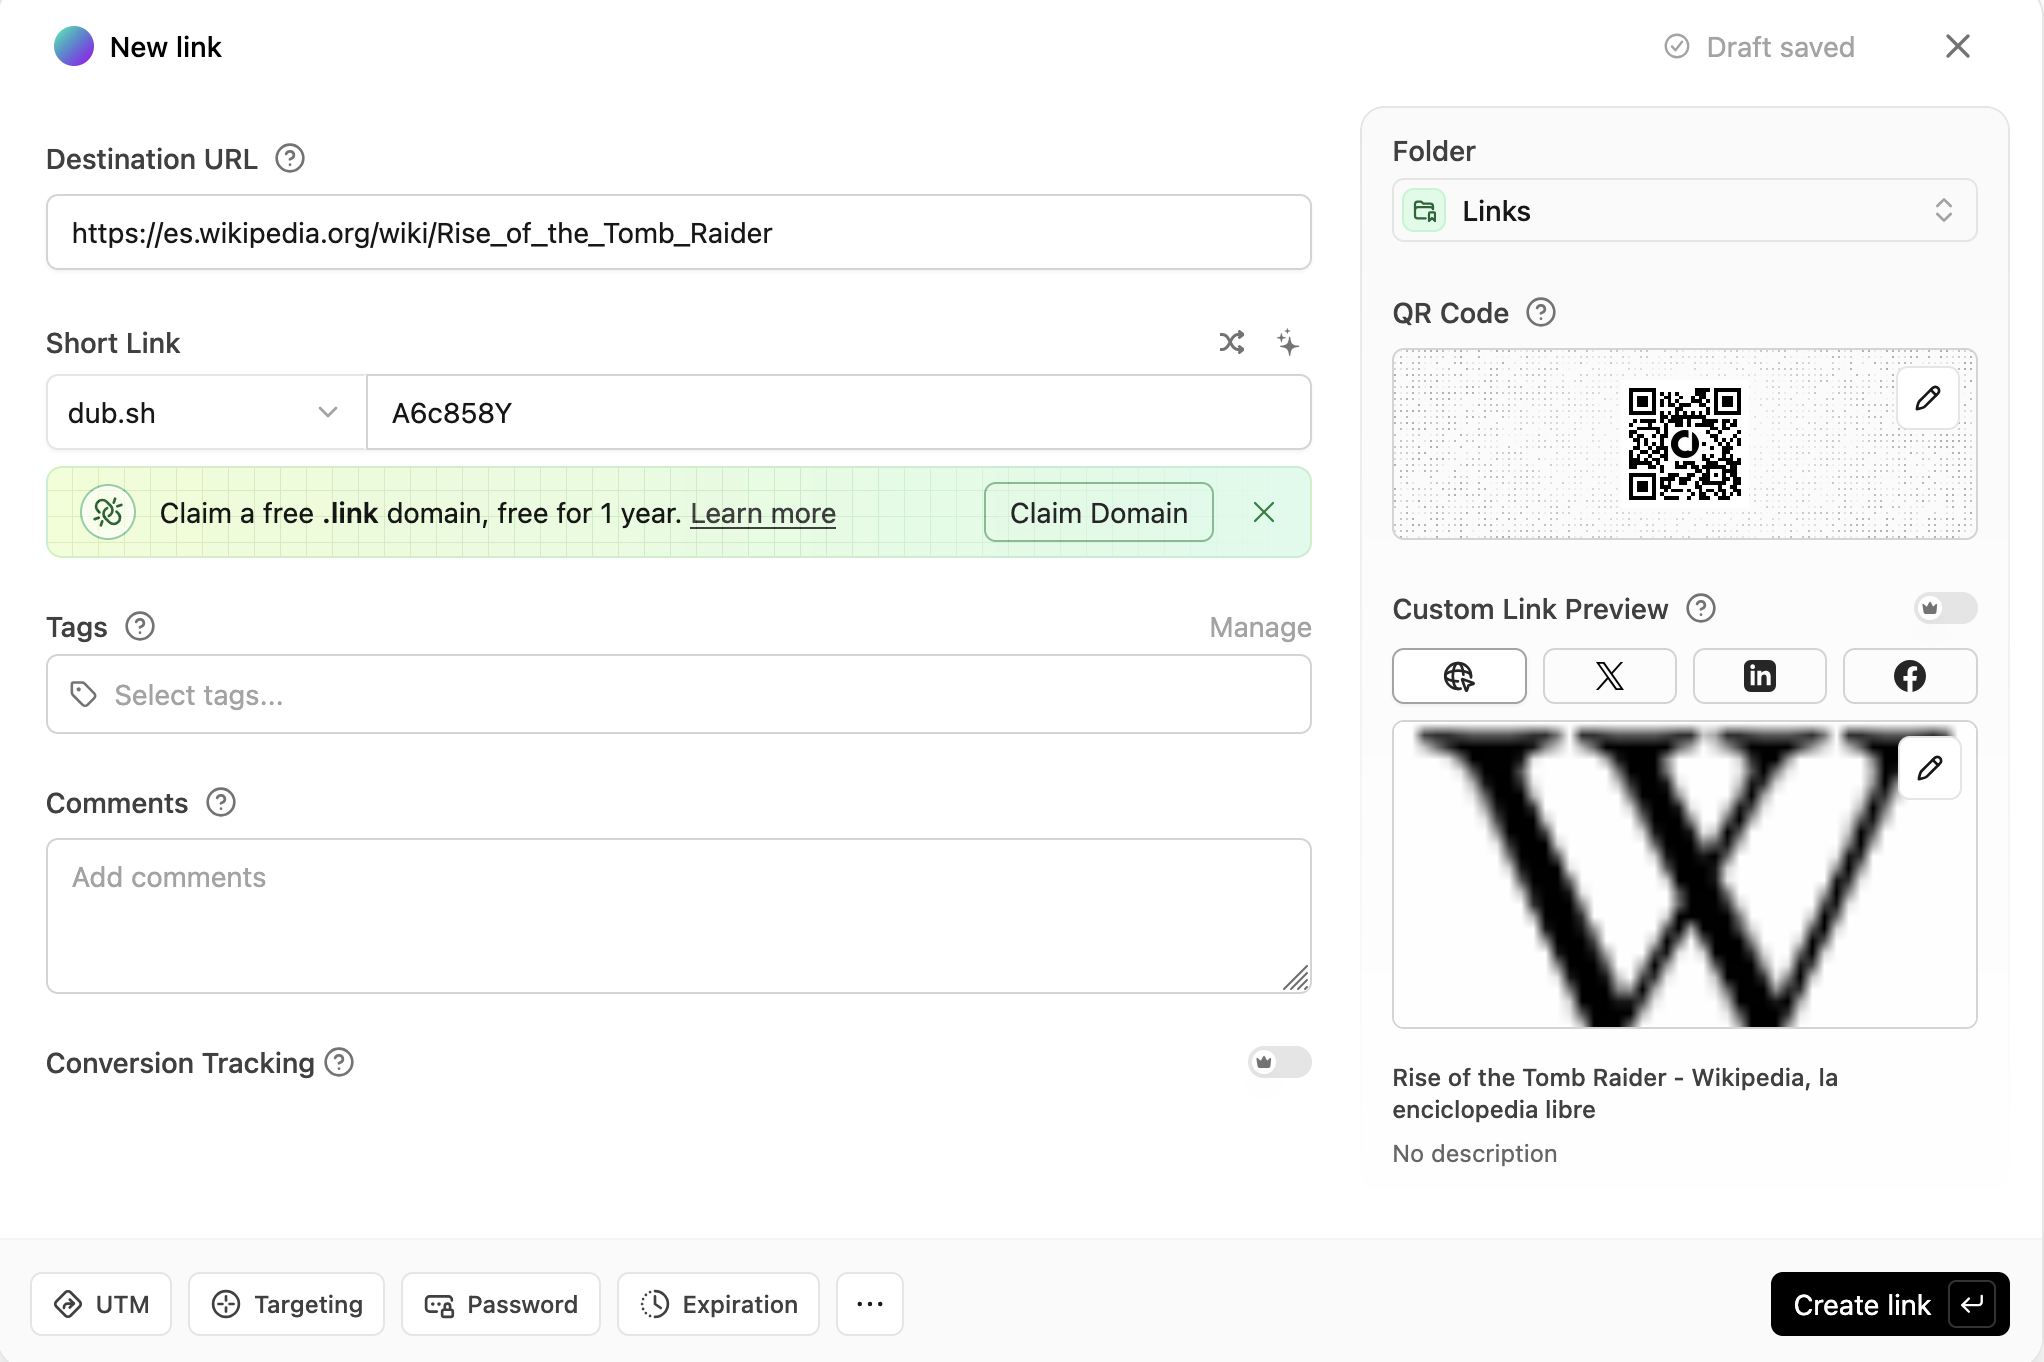 New link
Draft saved
Destination URL
https://es.wikipedia.org/wiki/Rise_of_the_Tomb_Raider
Short Link
dub.sh
A6c858Y
Claim a free .link domain, free for 1 year. Learn more
Claim Domain
Tags
Manage
Select tags...
Comments
Add comments
Conversion Tracking
Folder
Links
QR Code
Custom Link Preview
W
Rise of the Tomb Raider - Wikipedia, la
enciclopedia libre
No description
UTM
Targeting
Password
Expiration
Create link